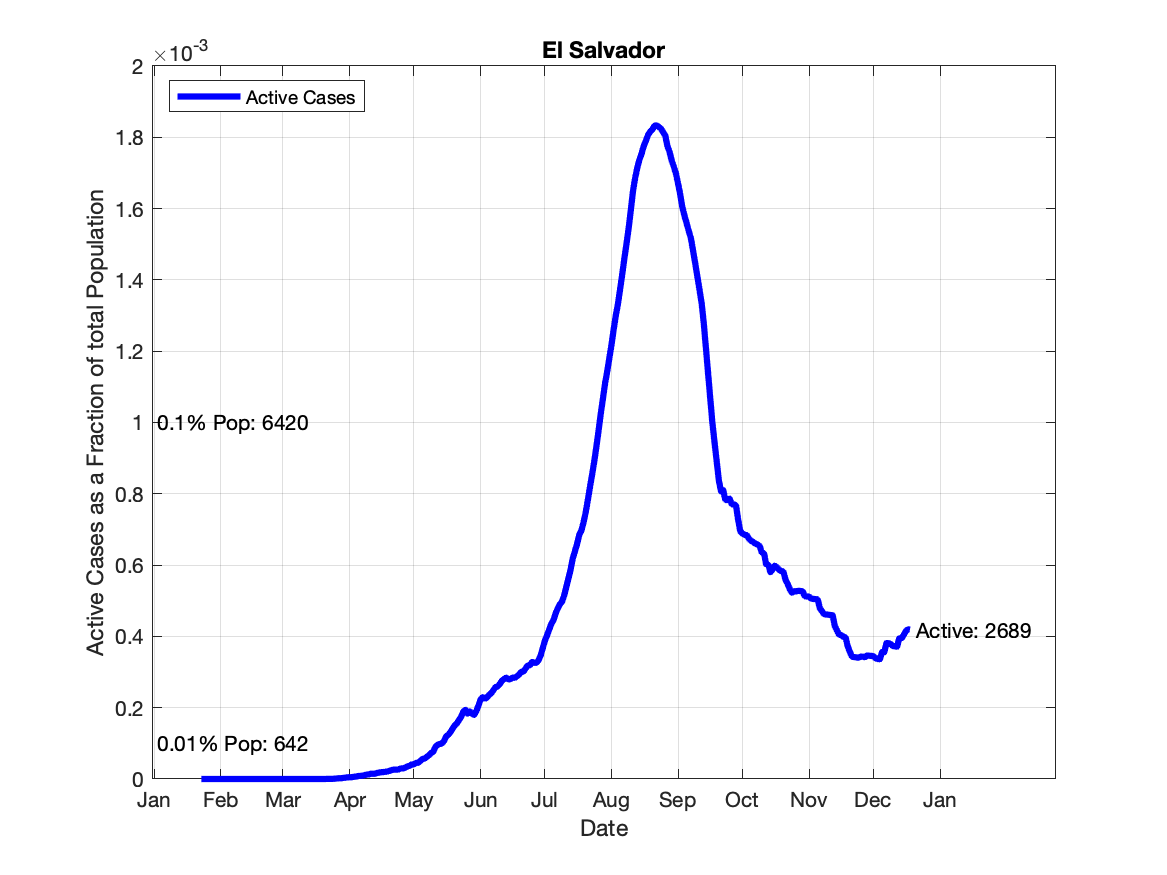 El Salvador
×10-3
2
Active Cases
1.8
1.6
1.4
1.2
1
0.1% Pop: 6420
0.8
0.6
0.4
Active: 2689
0.2
0.01% Pop: 642
0
Jan Feb Mar Apr May Jun Jul Aug Sep Oct Nov Dec Jan
Date
Active Cases as a Fraction of total Population